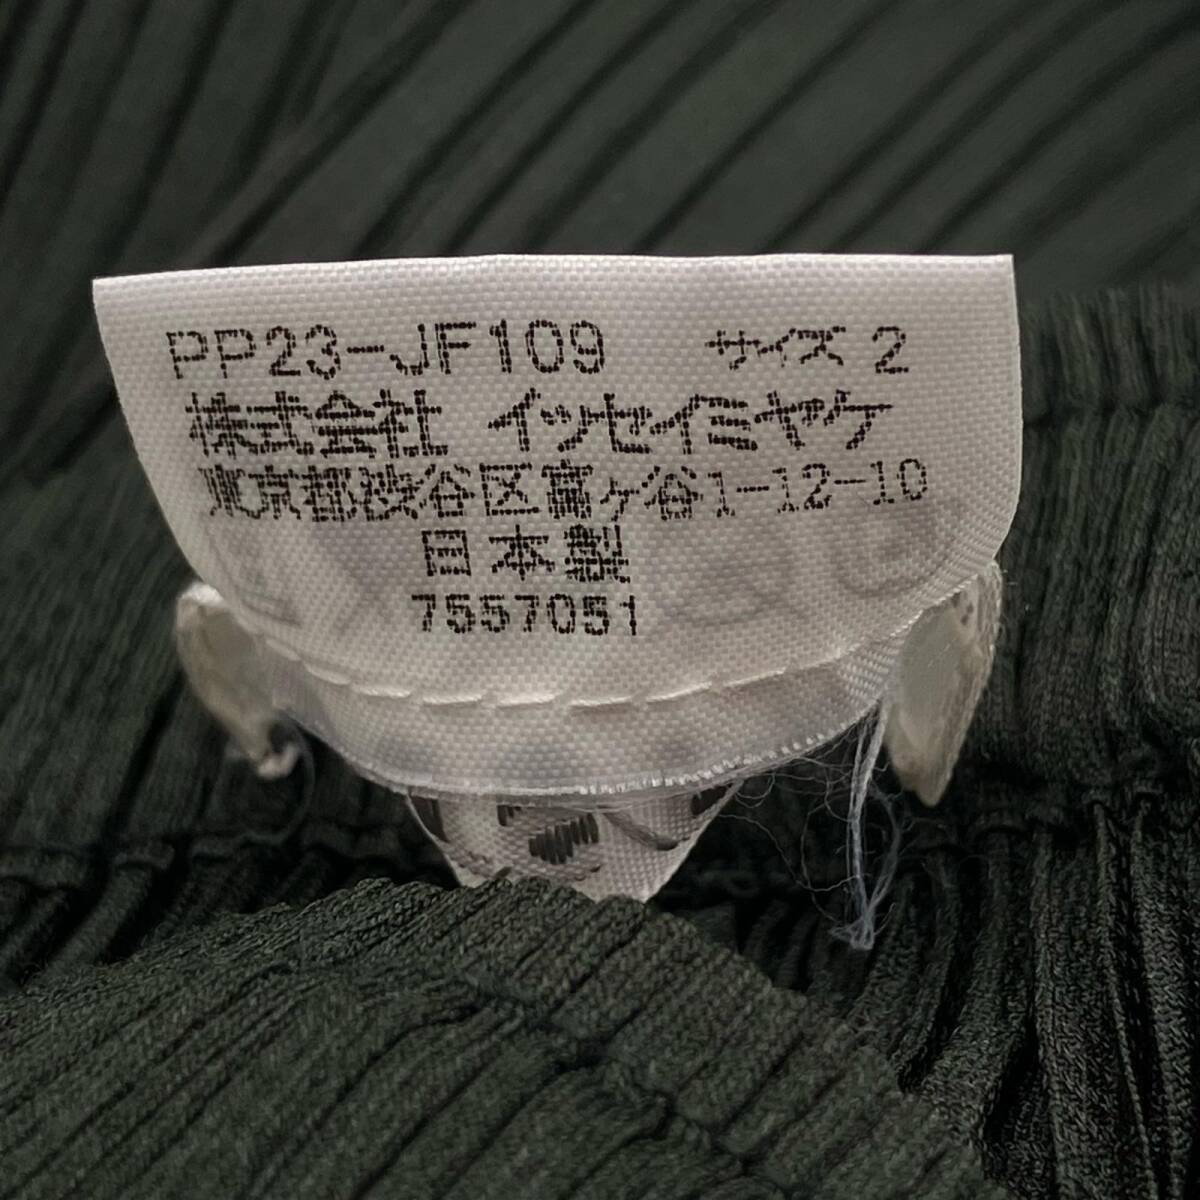 PP23-JF109 サイズ 2
株式会社 イッセイミヤケ
東京都渋谷区富ヶ谷1-12-10
日本製
7557051